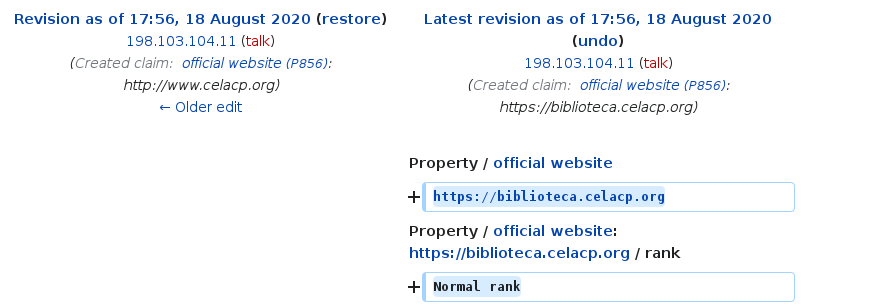 Revision as of 17:56, 18 August 2020 (restore)
198.103.104.11 (talk)
(Created claim: official website (P856):
http://www.celacp.org)
← Older edit
Latest revision as of 17:56, 18 August 2020
(undo)
198.103.104.11 (talk)
(Created claim: official website (P856):
https://biblioteca.celacp.org)
Property / official website
+ https://biblioteca.celacp.org
Property / official website:
https://biblioteca.celacp.org / rank
+ Normal rank